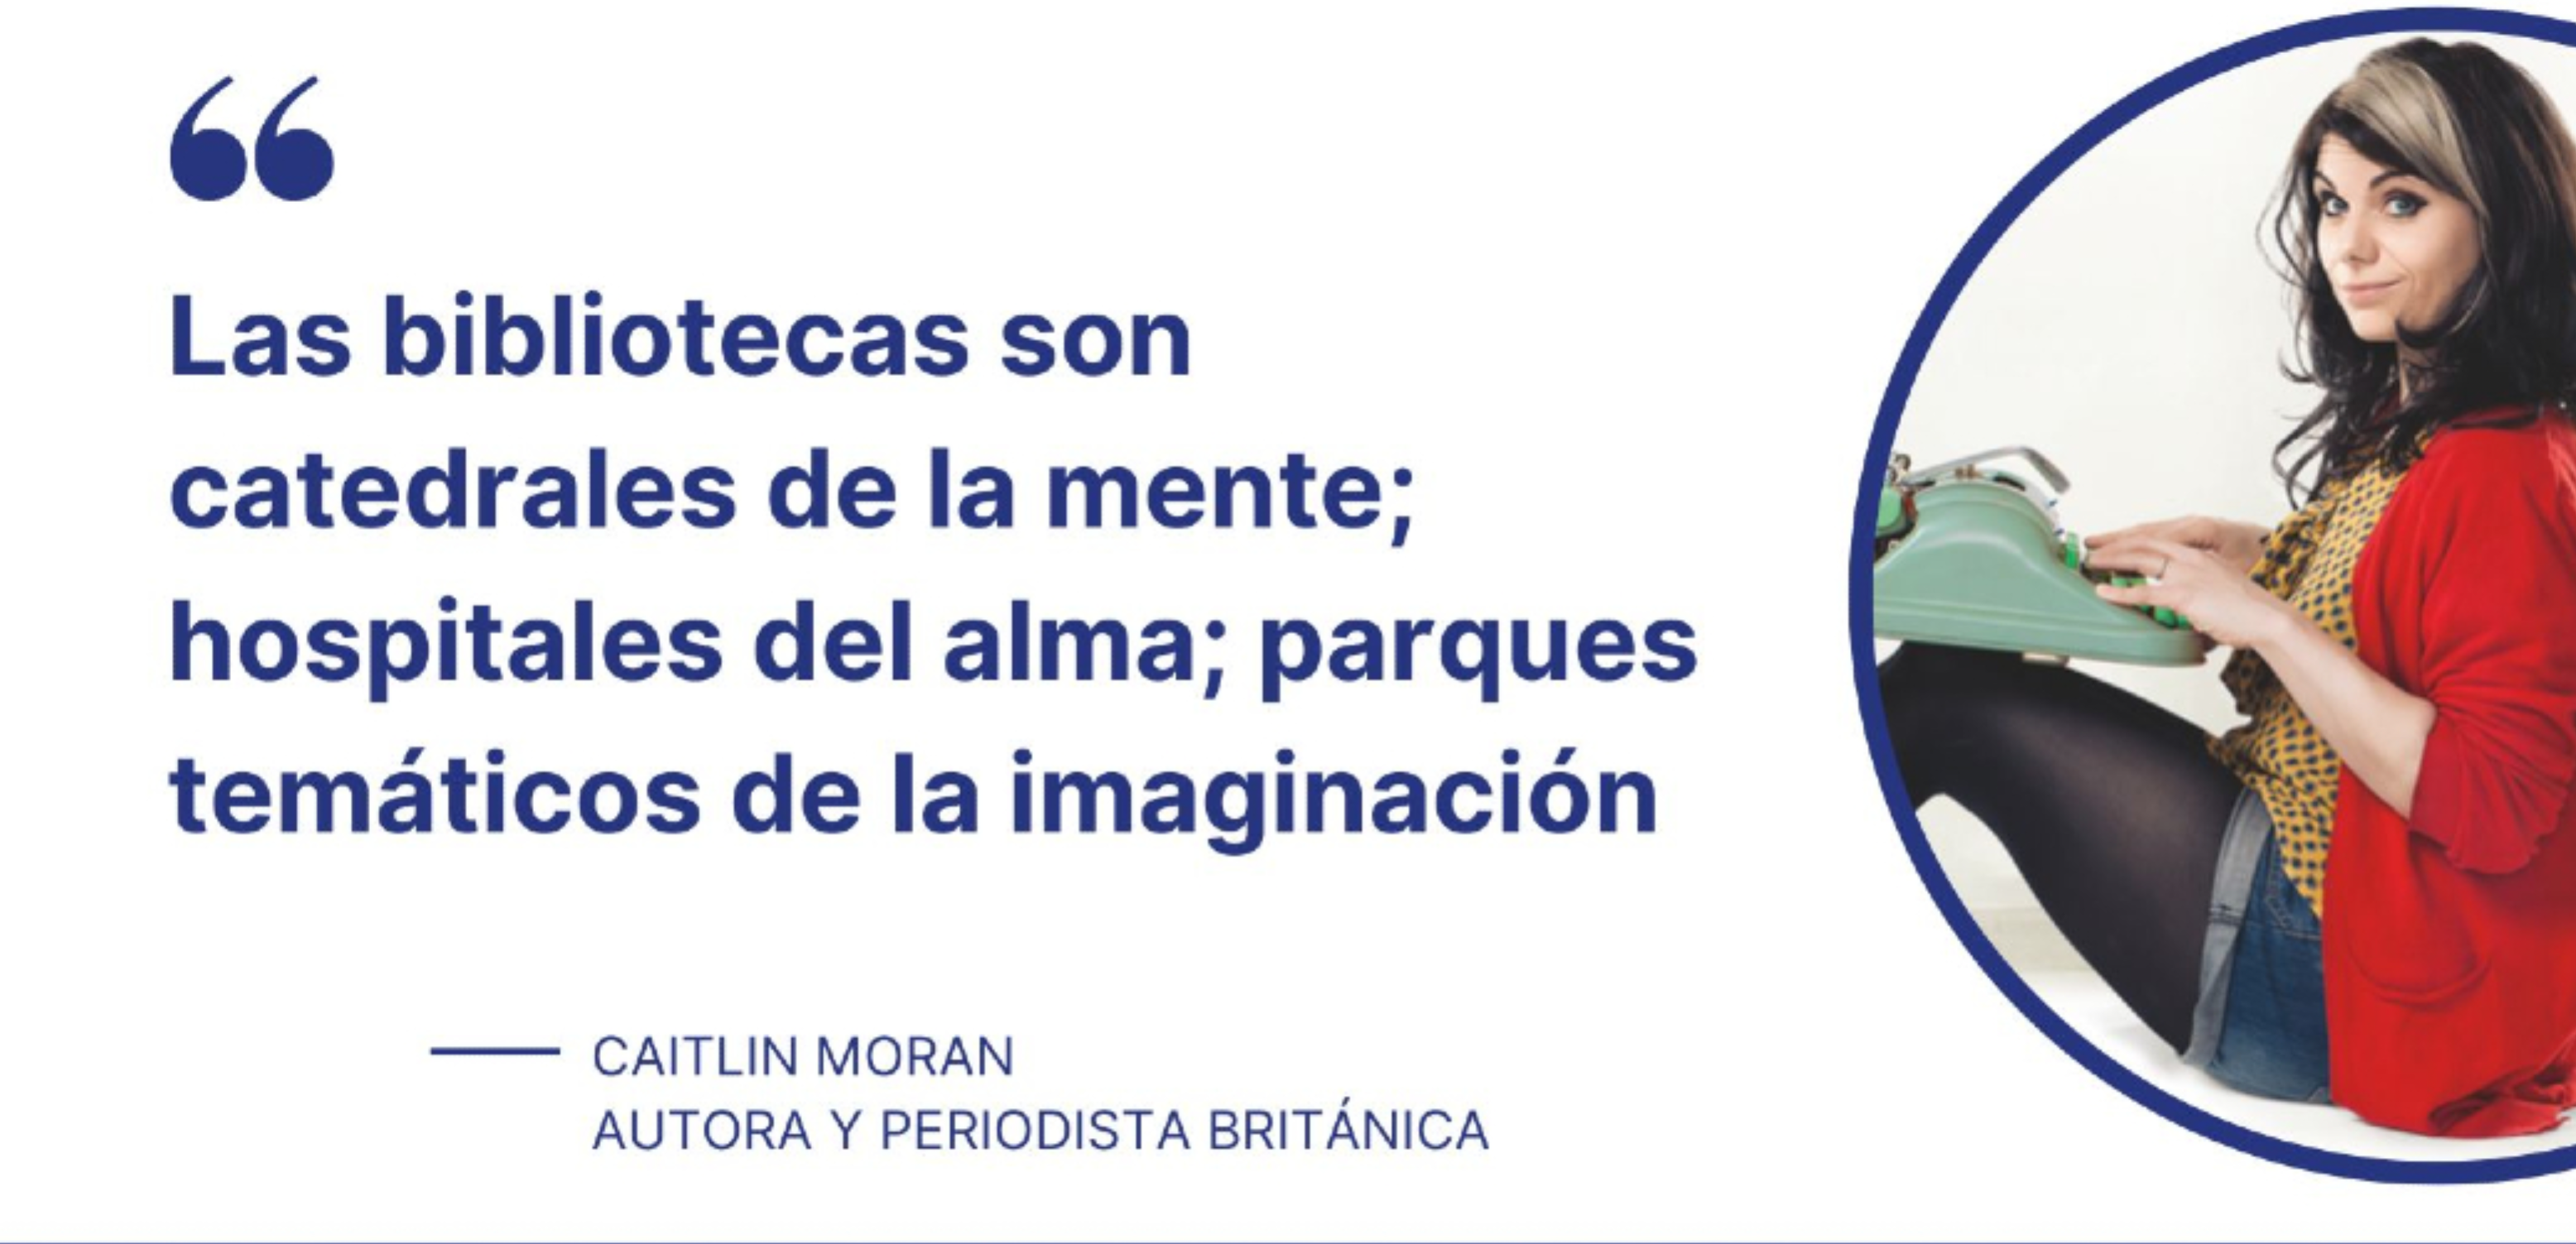 “
Las bibliotecas son
catedrales de la mente;
hospitales del alma; parques
temáticos de la imaginación
— CAITLIN MORAN
AUTORA Y PERIODISTA BRITÁNICA